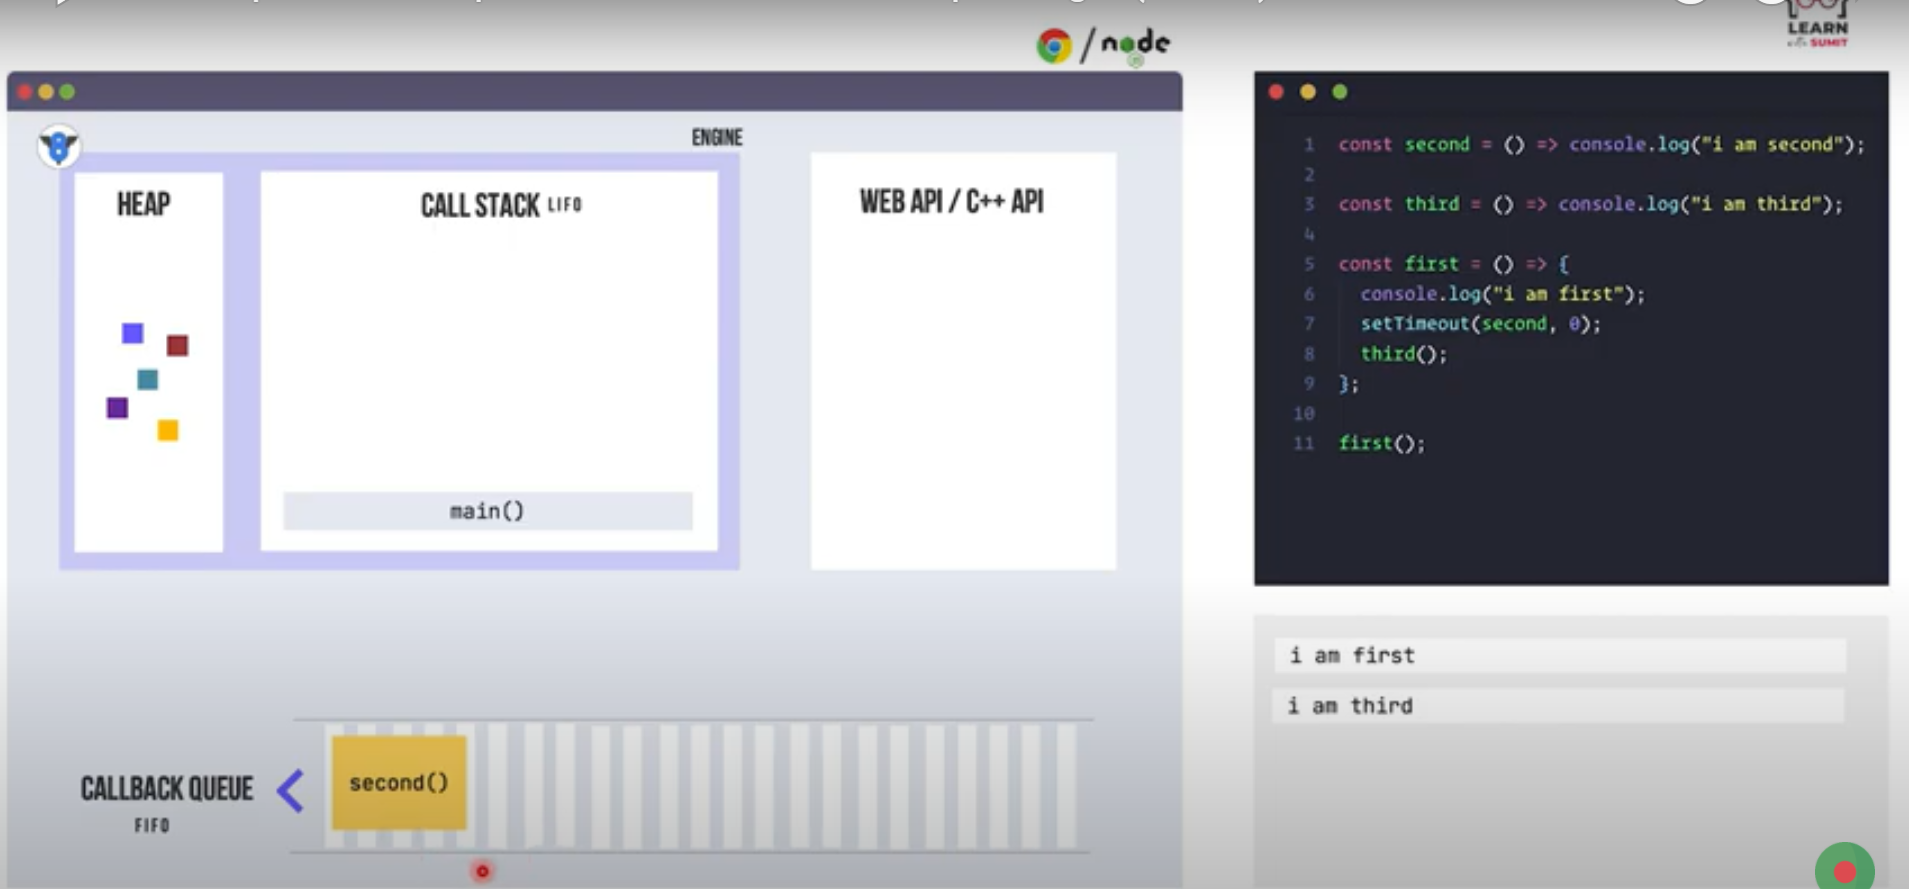 node
LEARN
with SUMIT
ENGINE
HEAP
CALL STACK LIFO
WEB API / C++ API
main()
1 const second = () => console.log("i am second");
2
3 const third = () => console.log("i am third");
4
5 const first = () => {
6 console.log("i am first");
7 setTimeout(second, 0);
8 third();
9 };
10
11 first();
i am first
i am third
CALLBACK QUEUE
FIFO
second()